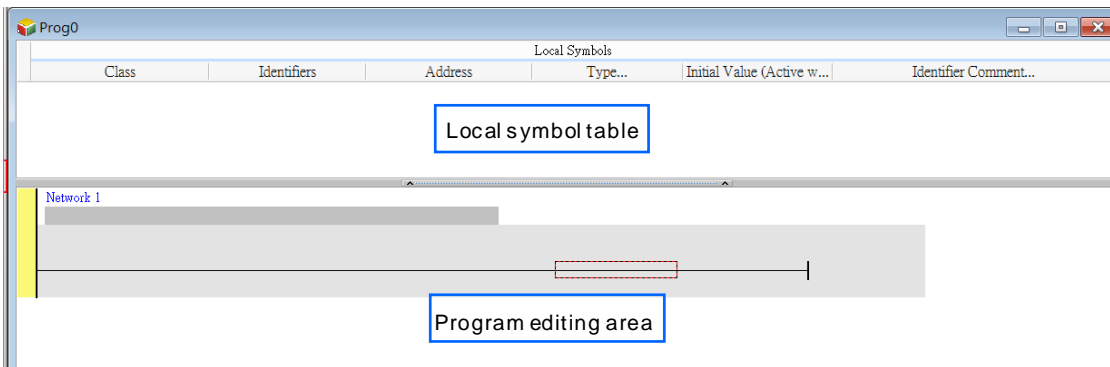 Prog0
Local Symbols
Class Identifiers Address Type... Initial Value (Active w... Identifier Comment...
Local symbol table
Network 1
Program editing area